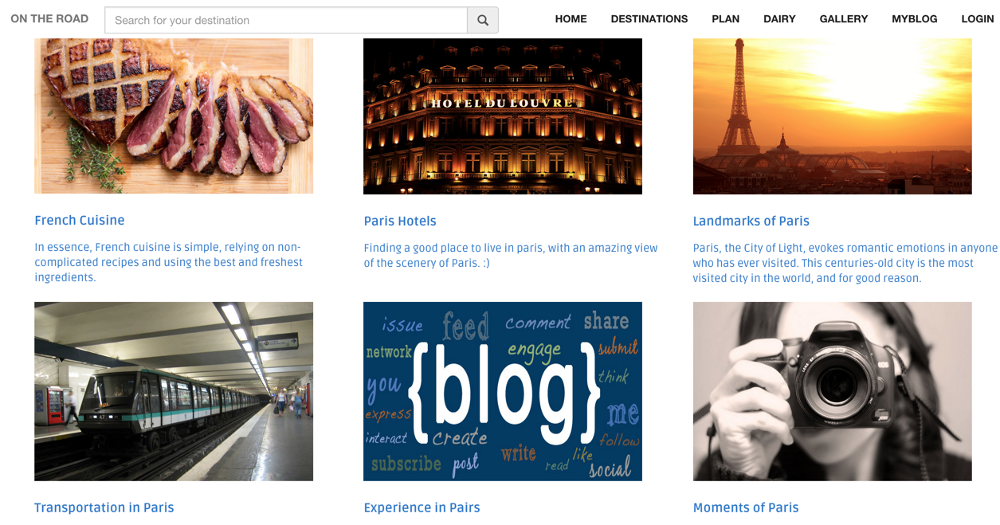 ON THE ROAD
Search for your destination
HOME DESTINATIONS PLAN DAIRY GALLERY MYBLOG LOGIN
HOTEL DU LOUVRE
French Cuisine
In essence, French cuisine is simple, relying on non-
complicated recipes and using the best and freshest
ingredients.
Paris Hotels
Finding a good place to live in paris, with an amazing view
of the scenery of Paris. :)
Landmarks of Paris
Paris, the City of Light, evokes romantic emotions in anyone
who has ever visited. This centuries-old city is the most
visited city in the world, and for good reason.
47
issue feed comment share
network engage submit
you {blog} think
express me
interact create follow
subscribe post write read like social
EOS
Transportation in Paris
Experience in Pairs
Moments of Paris